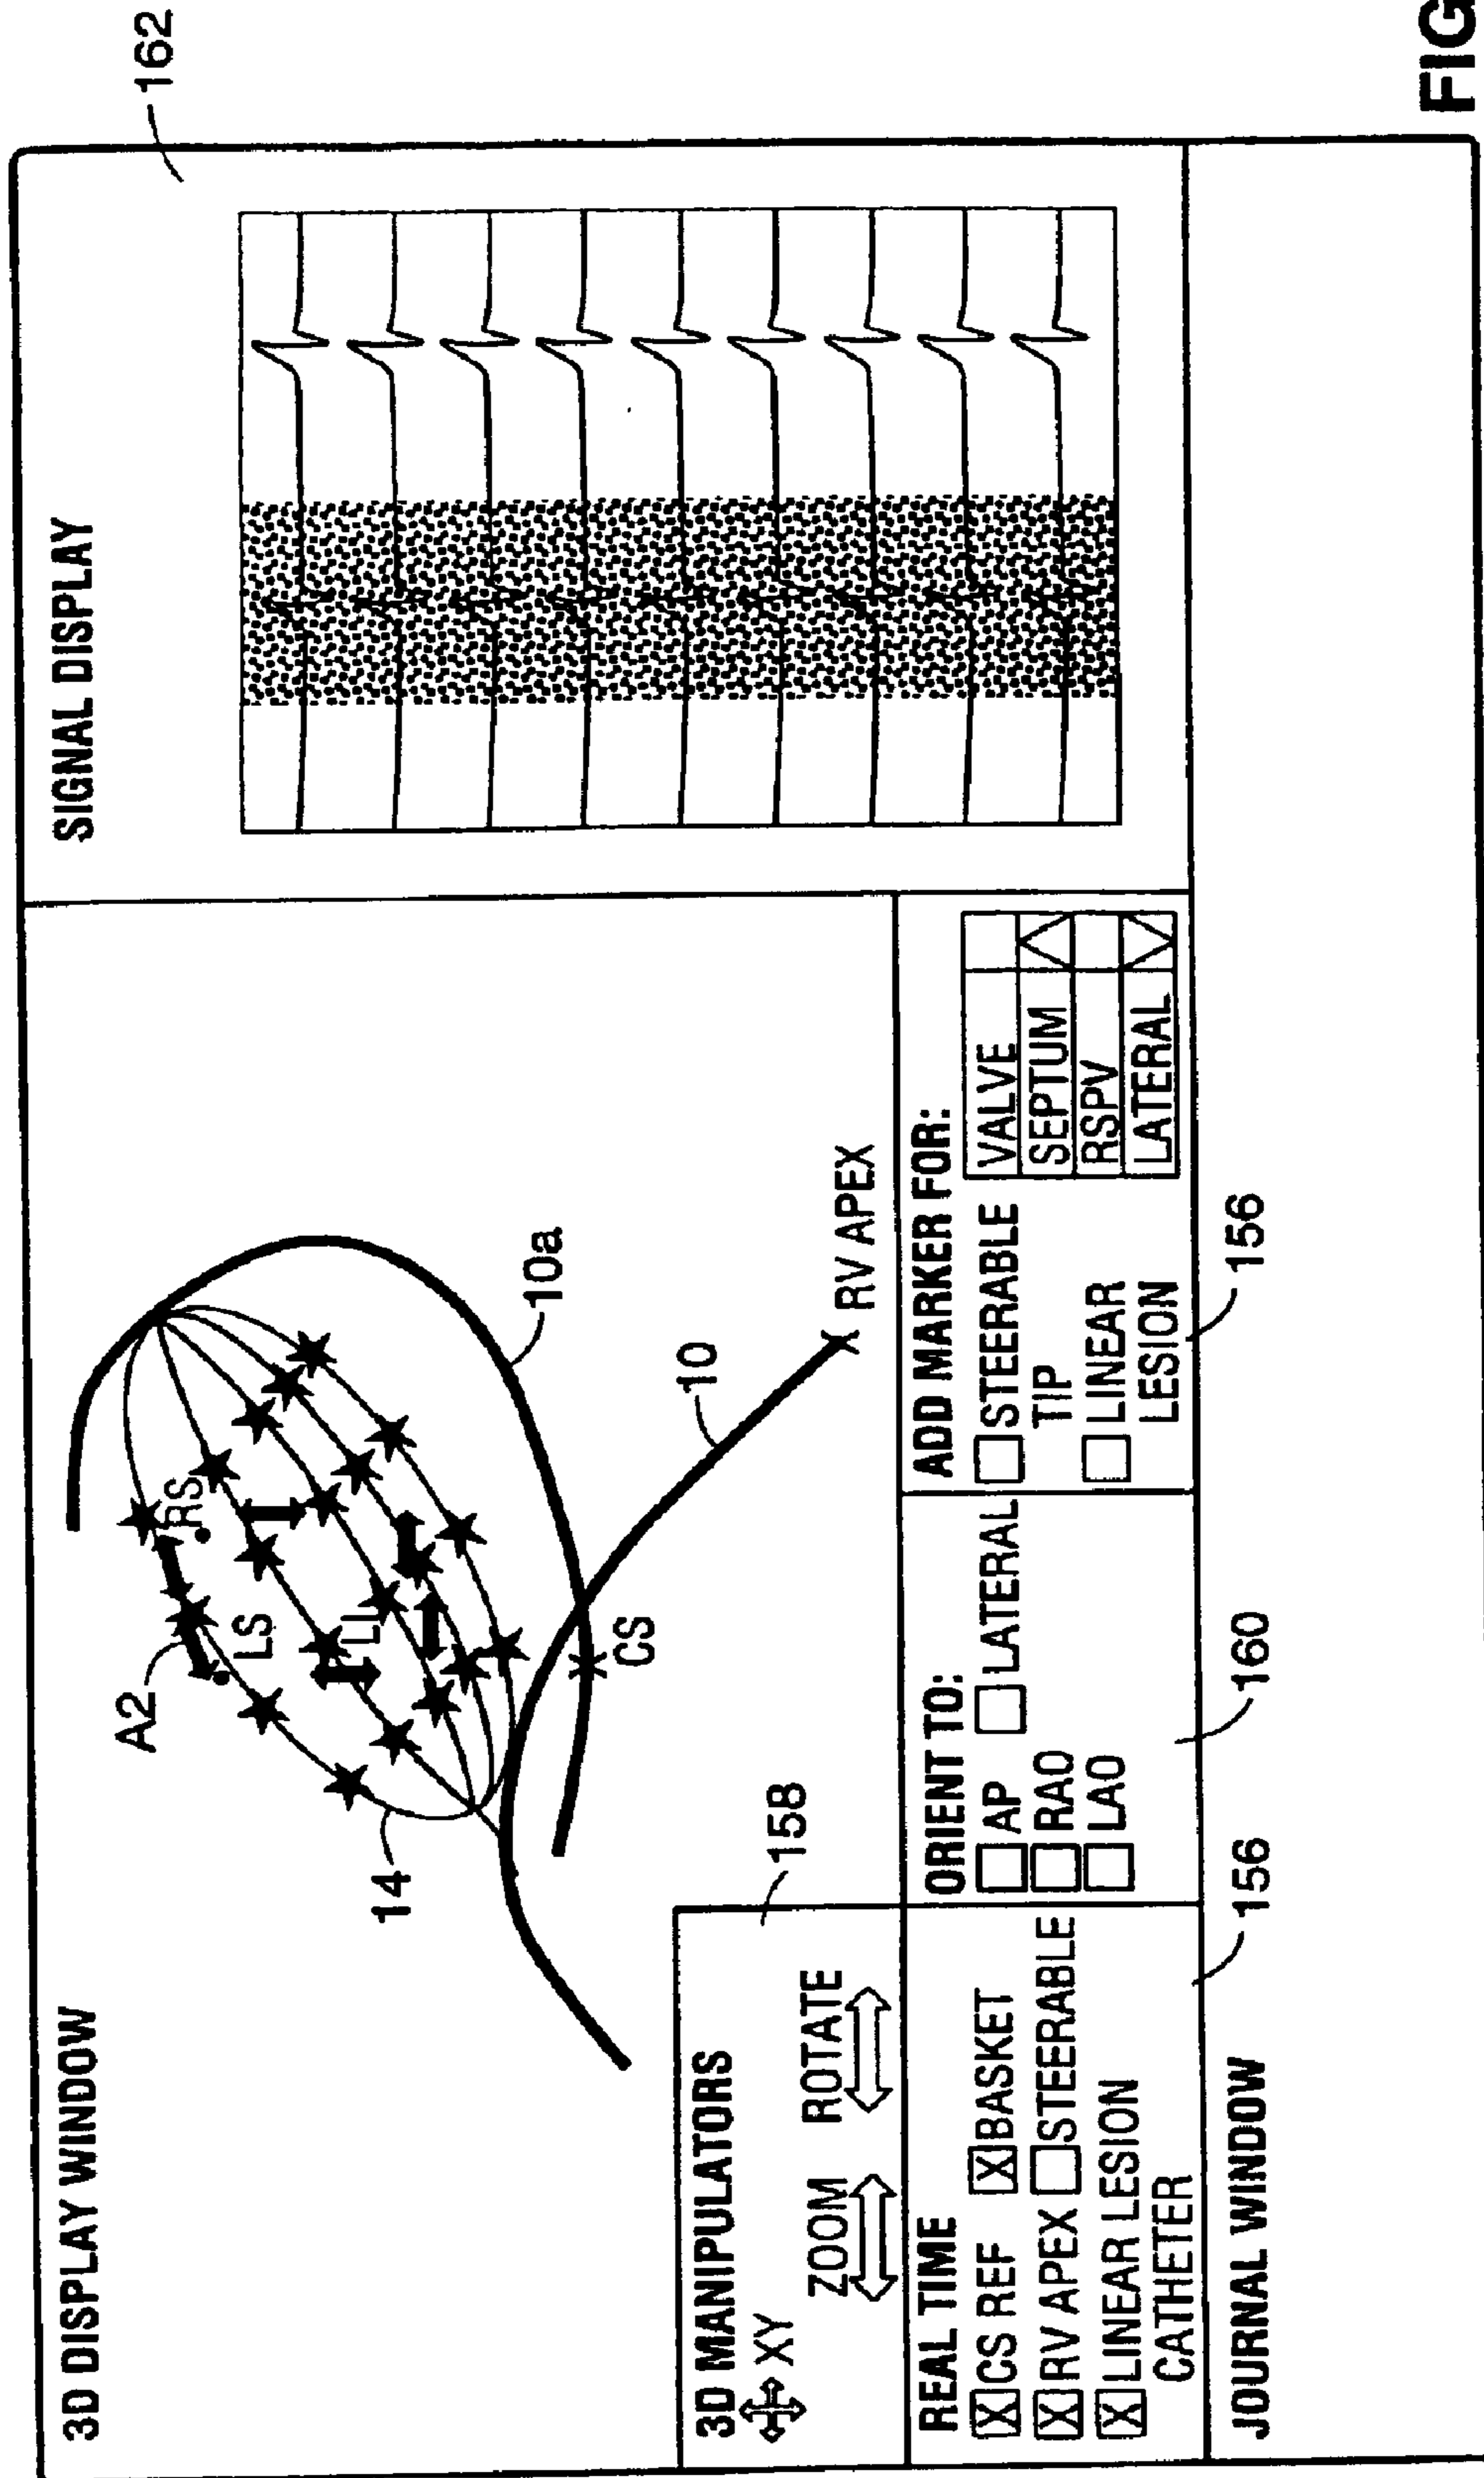 3D DISPLAY WINDOW
SIGNAL DISPLAY
162
A2
RS
LS
LL
14
10a
10
CS
RV APEX
158
3D MANIPULATORS
XY
ZOOM
ROTATE
REAL TIME
X CS REF
X BASKET
X RV APEX
STEERABLE
X LINEAR LESION
CATHETER
156
ORIENT TO:
AP
LATERAL
RAO
LAO
160
ADD MARKER FOR:
STEERABLE
TIP
LINEAR
LESION
VALVE
SEPTUM
RSPV
LATERAL
156
JOURNAL WINDOW
FIG